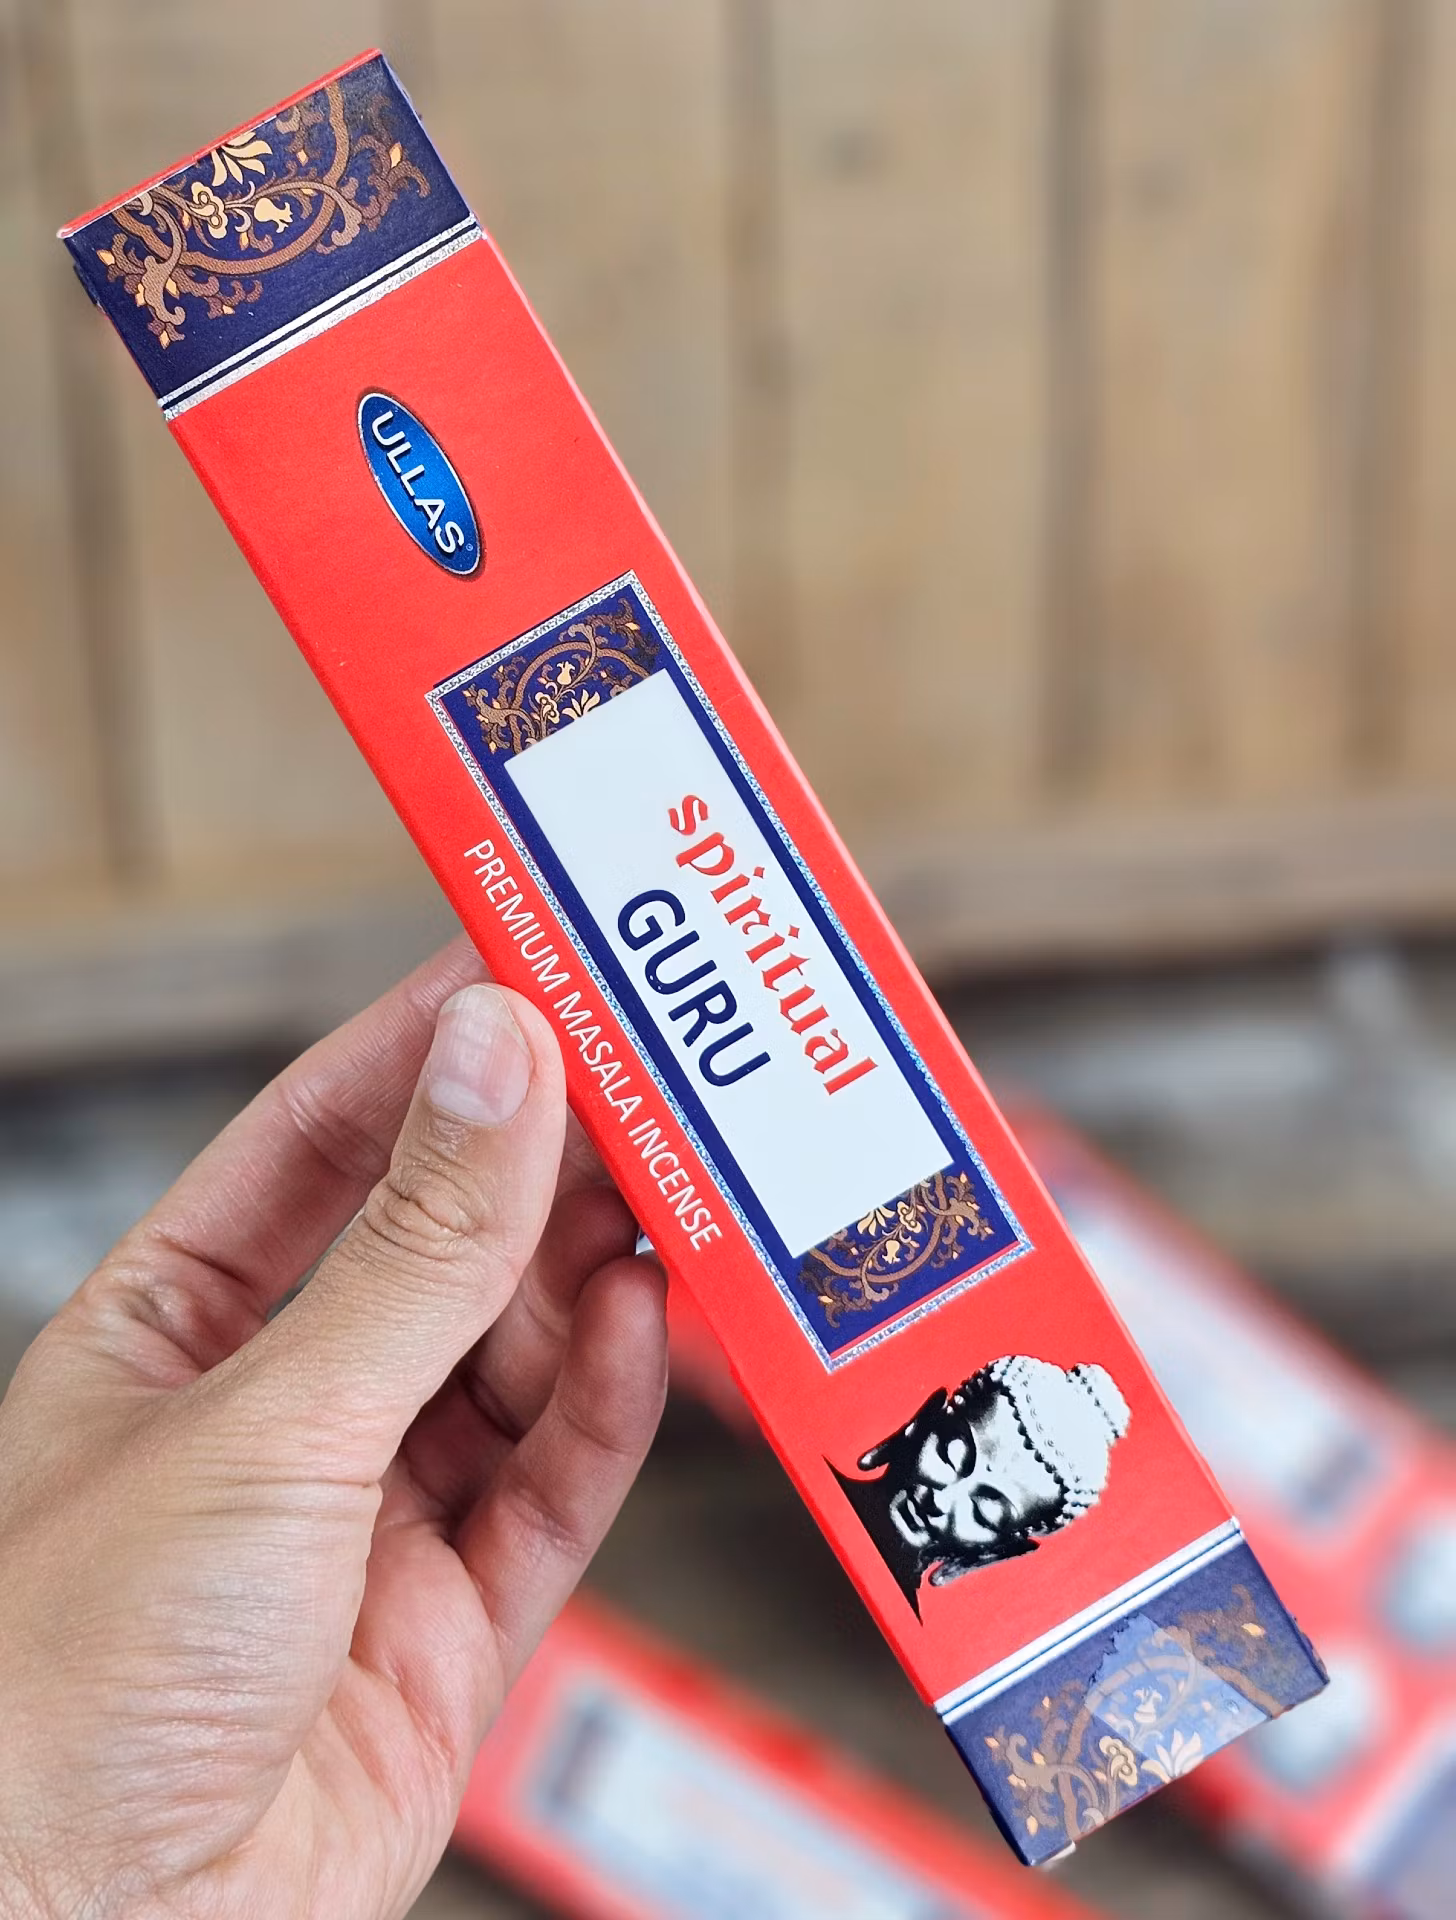 ULLAS
spiritual
GURU
PREMIUM MASALA INCENSE